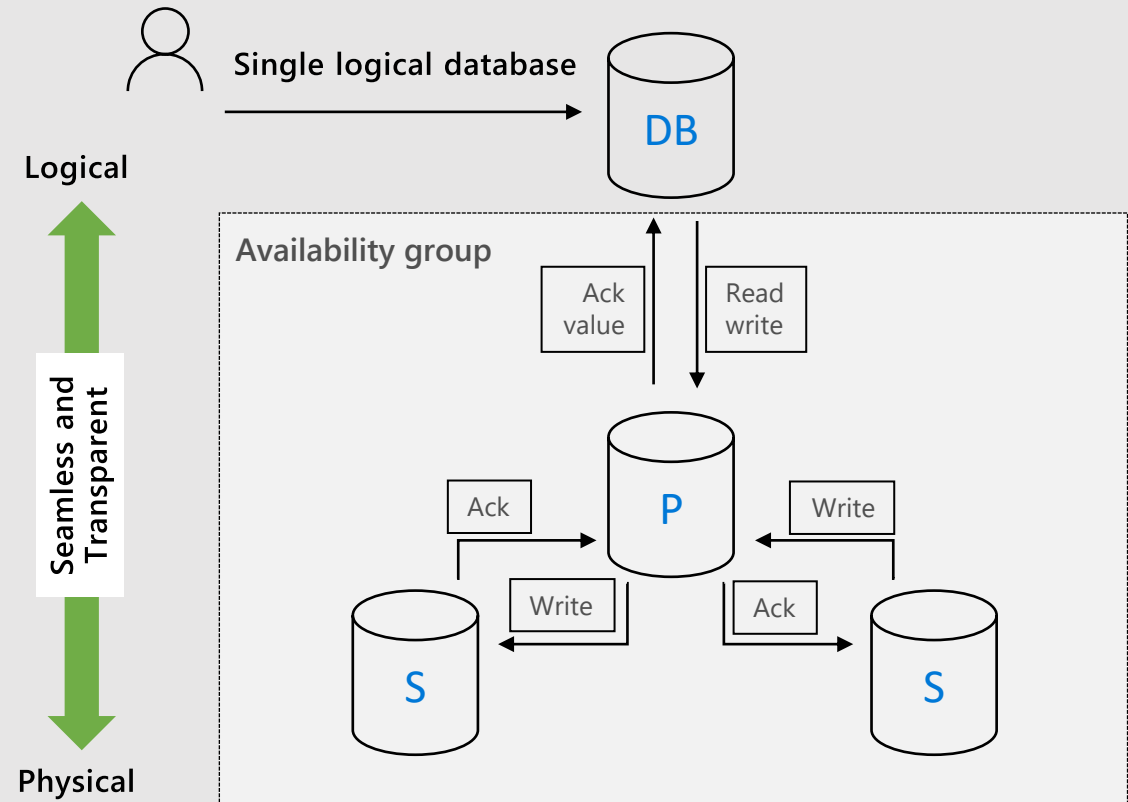 Single logical database
DB
Logical
Availability group
Ack
value
Read
write
Seamless and
Transparent
P
Ack
Write
Write
Ack
S
S
Physical